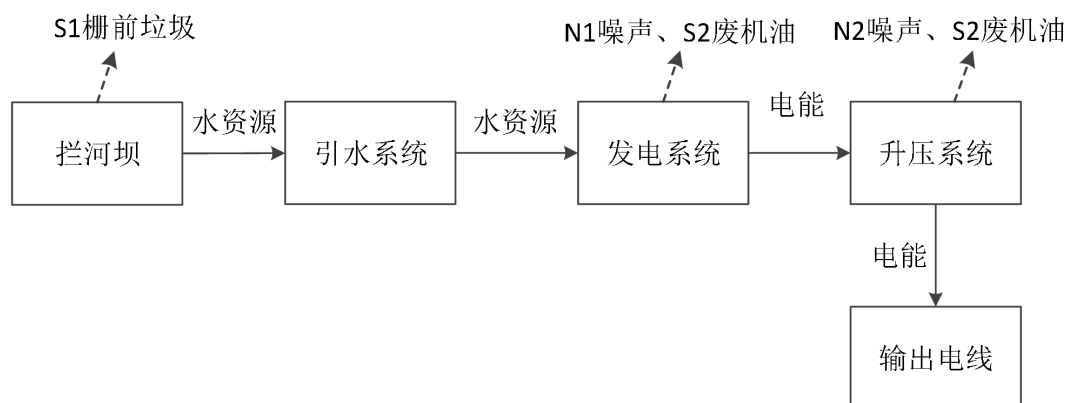 S1栅前垃圾
N1噪声、S2废机油
N2噪声、S2废机油
拦河坝
水资源
引水系统
水资源
发电系统
电能
升压系统
电能
输出电线